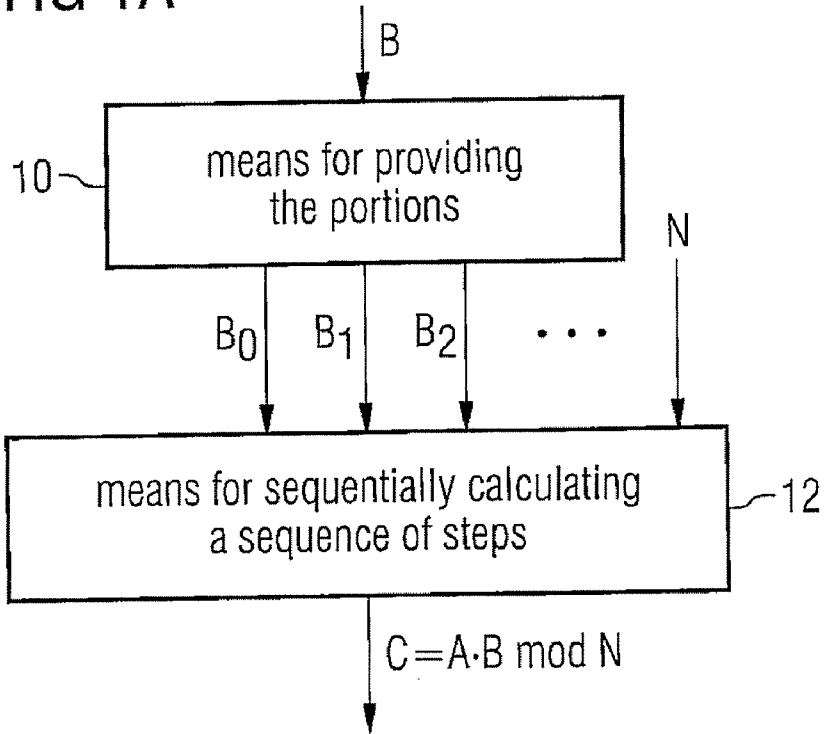 B
10
means for providing
the portions
N
B0 B1 B2 ...
means for sequentially calculating
a sequence of steps
12
C=A·B mod N